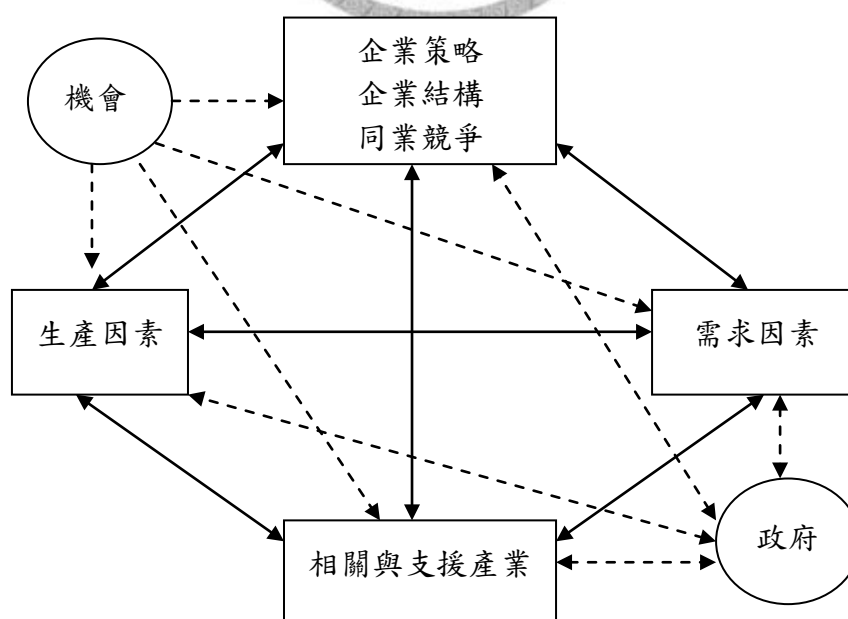 企業策略
企業結構
同業競爭
機會
生產因素
需求因素
相關與支援產業
政府